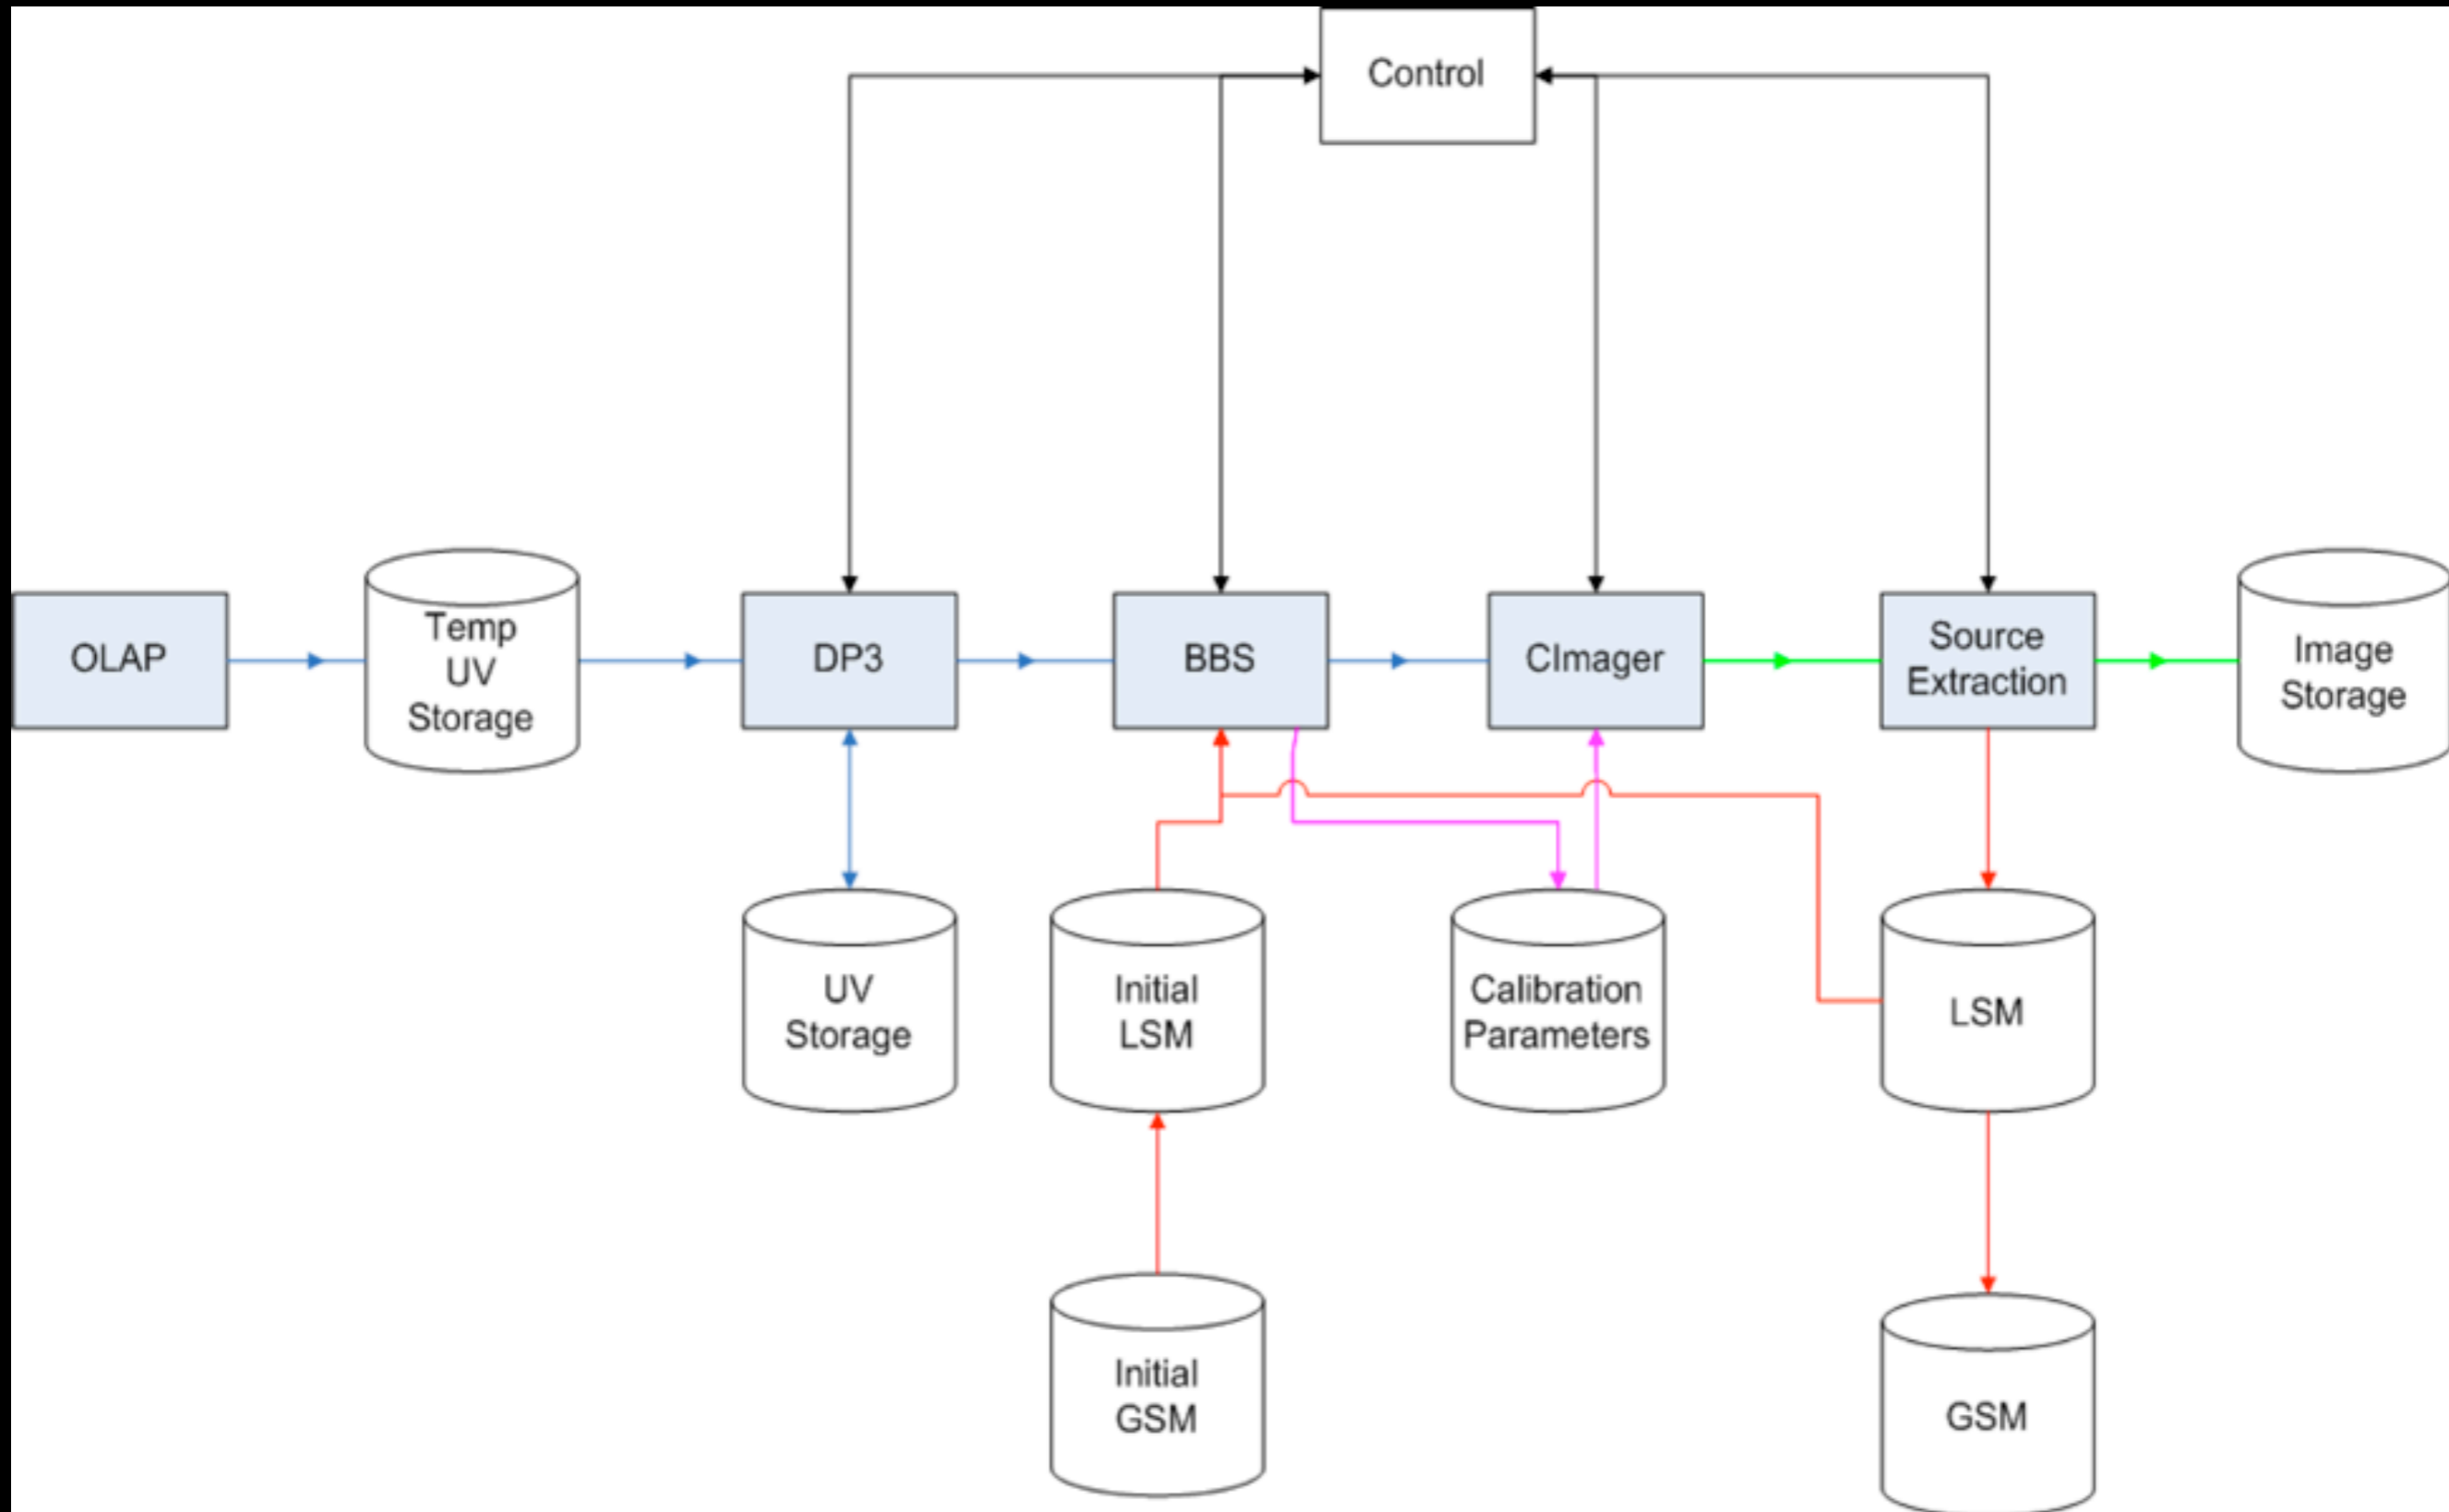 Control
OLAP
Temp
UV
Storage
DP3
BBS
CImager
Source
Extraction
Image
Storage
UV
Storage
Initial
LSM
Calibration
Parameters
LSM
Initial
GSM
GSM